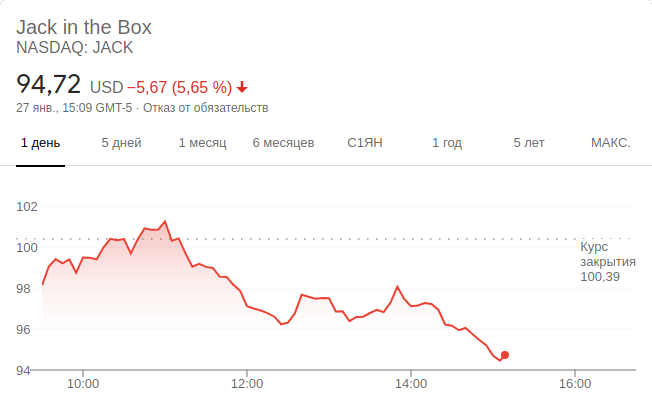 Jack in the Box
NASDAQ: JACK
94,72 USD −5,67 (5,65 %)
27 янв., 15:09 GMT-5 · Отказ от обязательств
1 день 5 дней 1 месяц 6 месяцев С1ЯН 1 год 5 лет МАКС.
102
100
98
96
94
Курс
закрытия
100,39
10:00 12:00 14:00 16:00